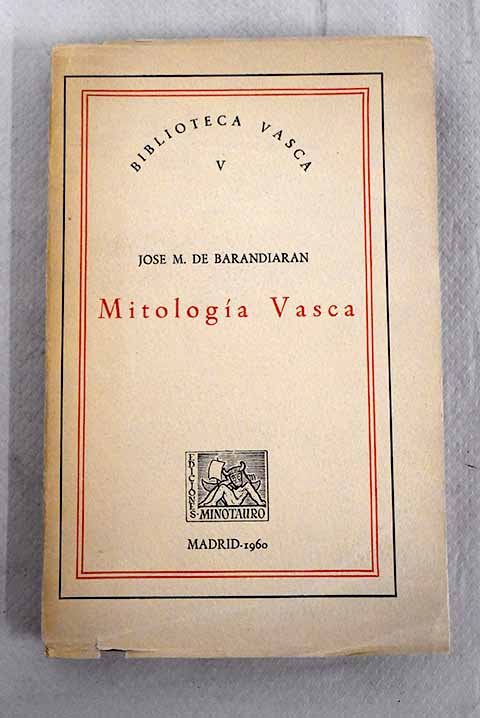 BIBLIOTECA VASCA
V
JOSE M. DE BARANDIARAN
Mitología Vasca
EDICIONES
MINOTAURO
MADRID-1960